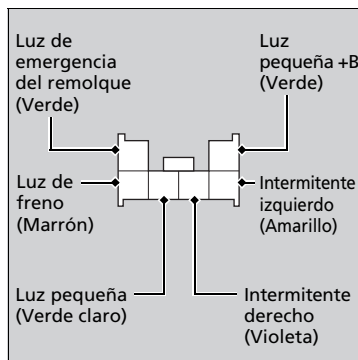 Luz de
emergencia
del remolque
(Verde)
Luz
pequeña +B
(Verde)
Luz de
freno
(Marrón)
Intermitente
izquierdo
(Amarillo)
Luz pequeña
(Verde claro)
Intermitente
derecho
(Violeta)